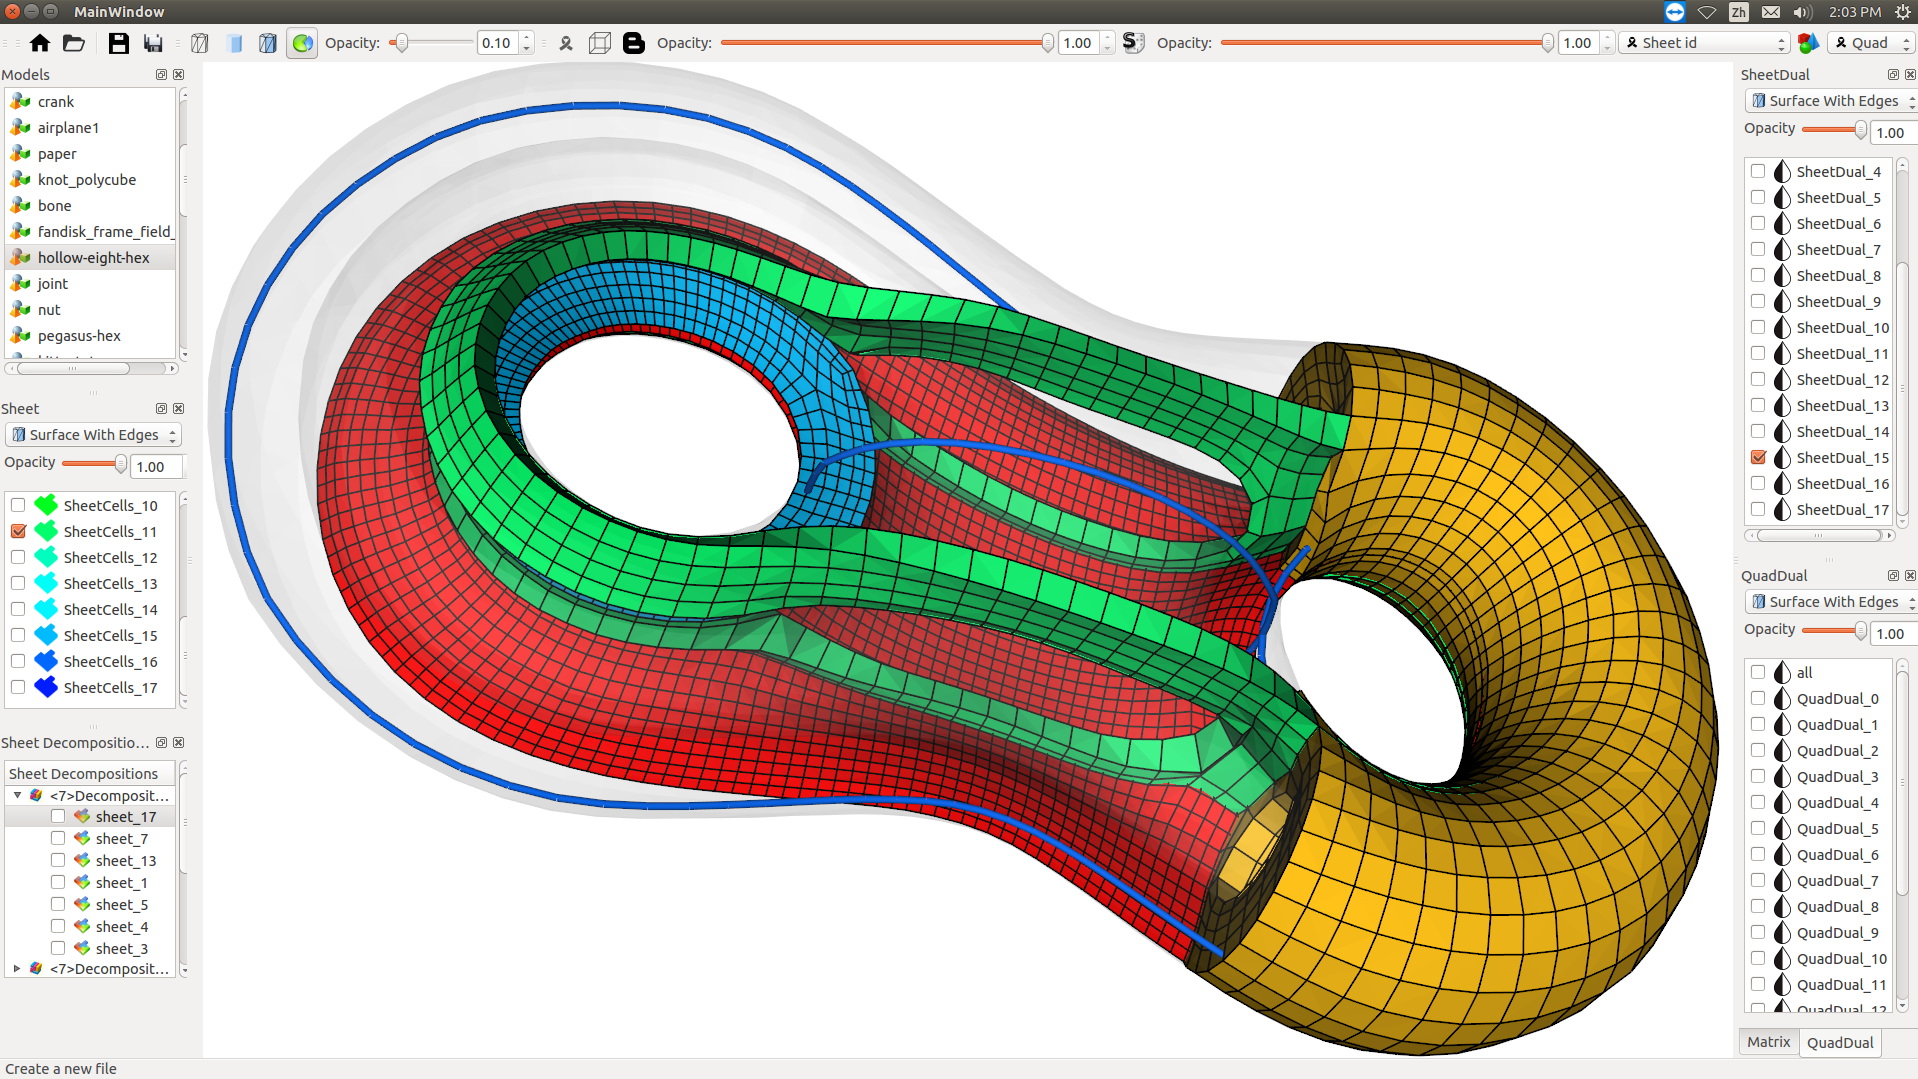 MainWindow
Zh
2:03 PM
Opacity:
0.10
Opacity:
1.00
Opacity:
1.00
Sheet id
Quad
Models
crank
airplane1
paper
knot_polycube
bone
fandisk_frame_field_
hollow-eight-hex
joint
nut
pegasus-hex
Sheet
Surface With Edges
Opacity
1.00
SheetCells_10
SheetCells_11
SheetCells_12
SheetCells_13
SheetCells_14
SheetCells_15
SheetCells_16
SheetCells_17
Sheet Decompositio...
Sheet Decompositions
<7>Decomposit...
sheet_17
sheet_7
sheet_13
sheet_1
sheet_5
sheet_4
sheet_3
<7>Decomposit...
SheetDual
Surface With Edges
Opacity
1.00
SheetDual_4
SheetDual_5
SheetDual_6
SheetDual_7
SheetDual_8
SheetDual_9
SheetDual_10
SheetDual_11
SheetDual_12
SheetDual_13
SheetDual_14
SheetDual_15
SheetDual_16
SheetDual_17
QuadDual
Surface With Edges
Opacity
1.00
all
QuadDual_0
QuadDual_1
QuadDual_2
QuadDual_3
QuadDual_4
QuadDual_5
QuadDual_6
QuadDual_7
QuadDual_8
QuadDual_9
QuadDual_10
QuadDual_11
QuadDual_12
Matrix
QuadDual
Create a new file